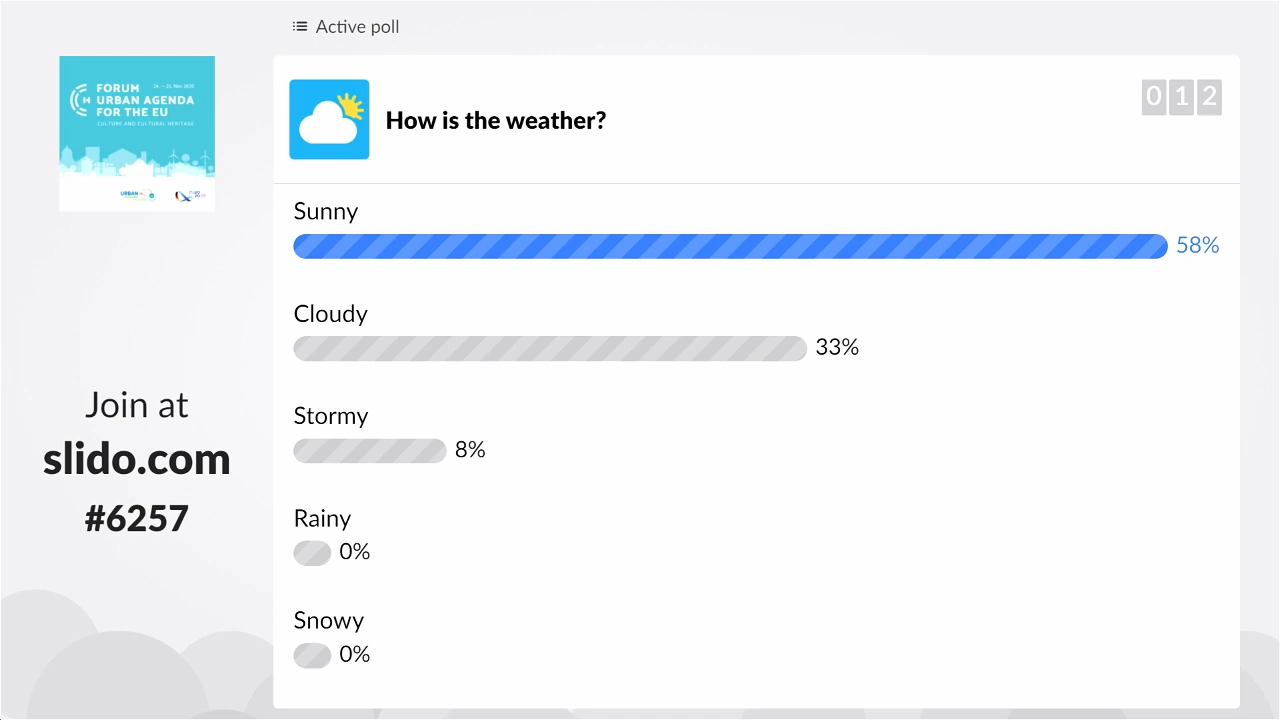 Active poll
FORUM
URBAN AGENDA
FOR THE EU
CULTURE AND CULTURAL HERITAGE
URBAN
How is the weather?
012
Sunny
58%
Cloudy
33%
Stormy
8%
Rainy
0%
Snowy
0%
Join at
slido.com
#6257